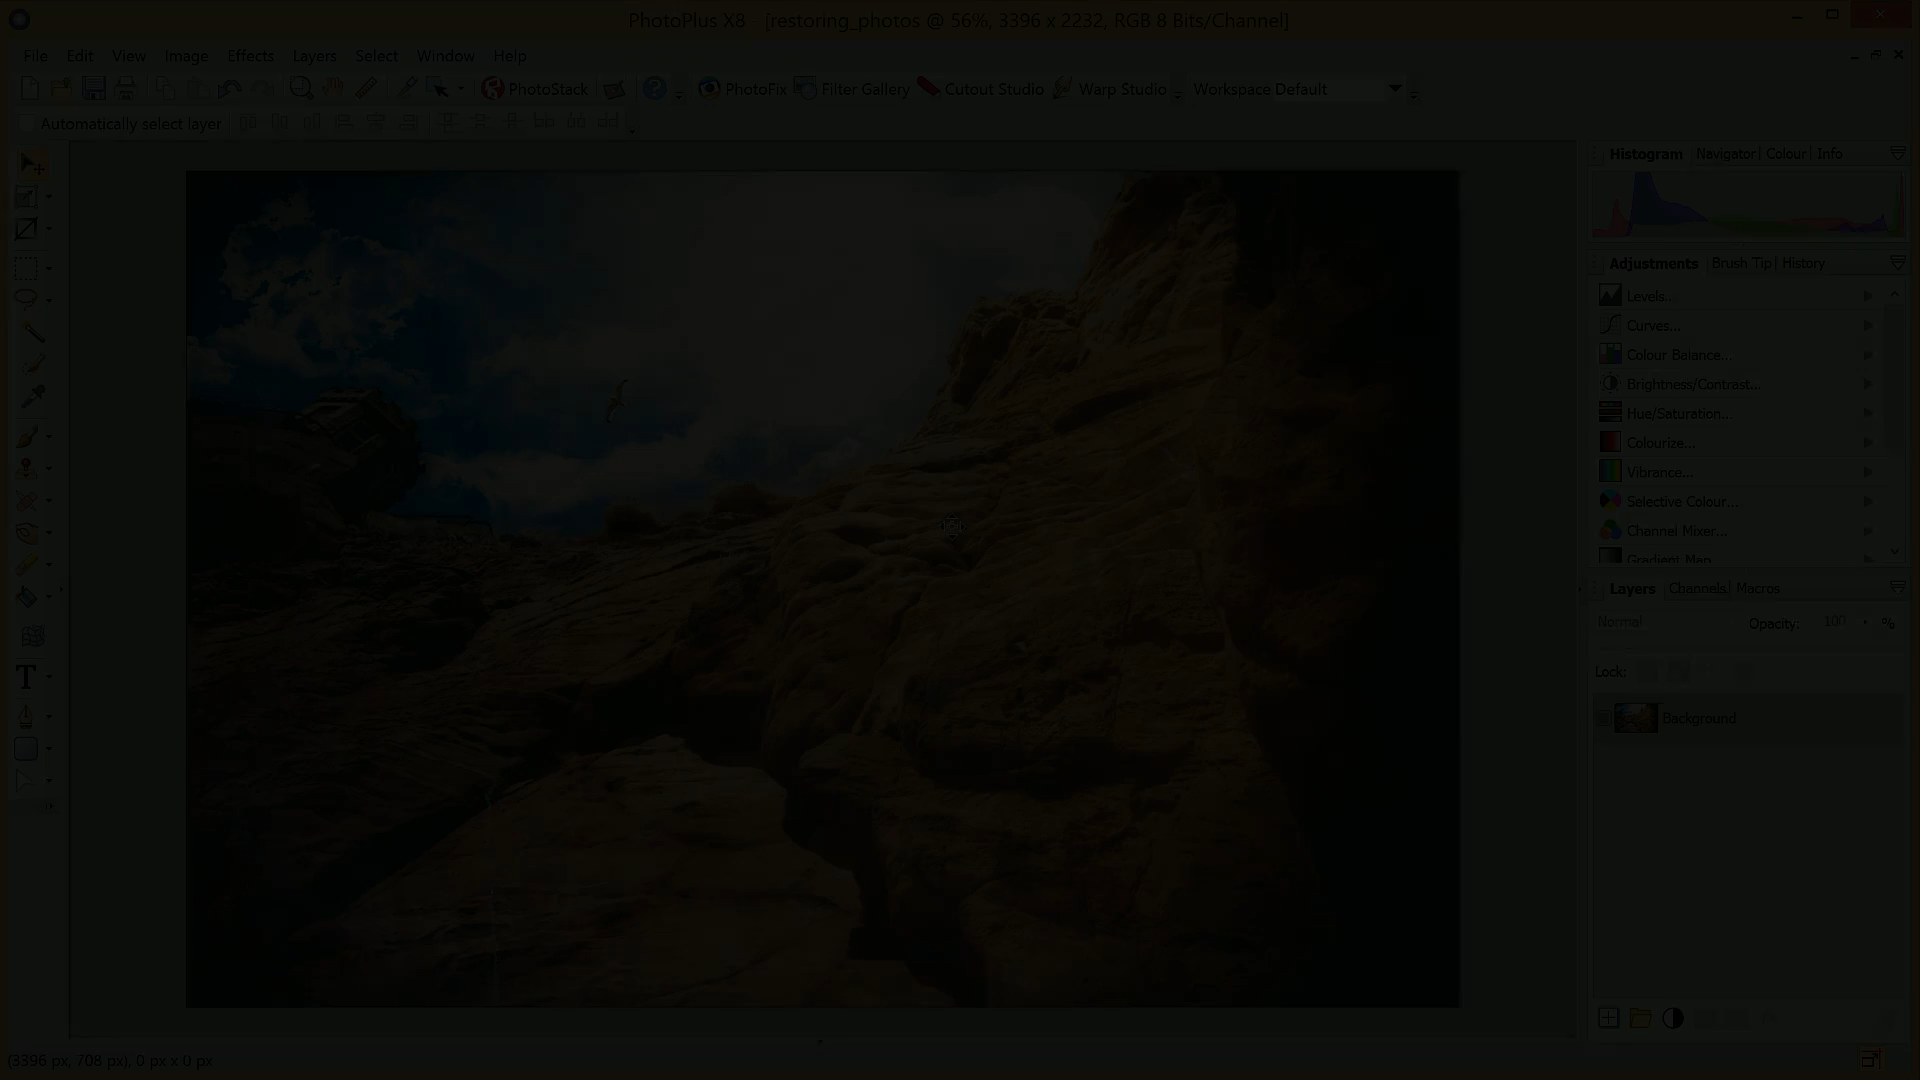 PhotoPlus X8 - [restoring_photos @ 56%, 3396 x 2232, RGB 8 Bits/Channel]
File Edit View Image Effects Layers Select Window Help
PhotoStack PhotoFix Filter Gallery Cutout Studio Warp Studio Workspace Default
Automatically select layer
Histogram Navigator Colour Info
Adjustments Brush Tip History
Levels...
Curves...
Colour Balance...
Brightness/Contrast...
Hue/Saturation...
Colourize...
Vibrance...
Selective Colour...
Channel Mixer...
Gradient Map
Layers Channels Macros
Normal Opacity: 100 %
Lock:
Background
(3396 px, 708 px), 0 px x 0 px